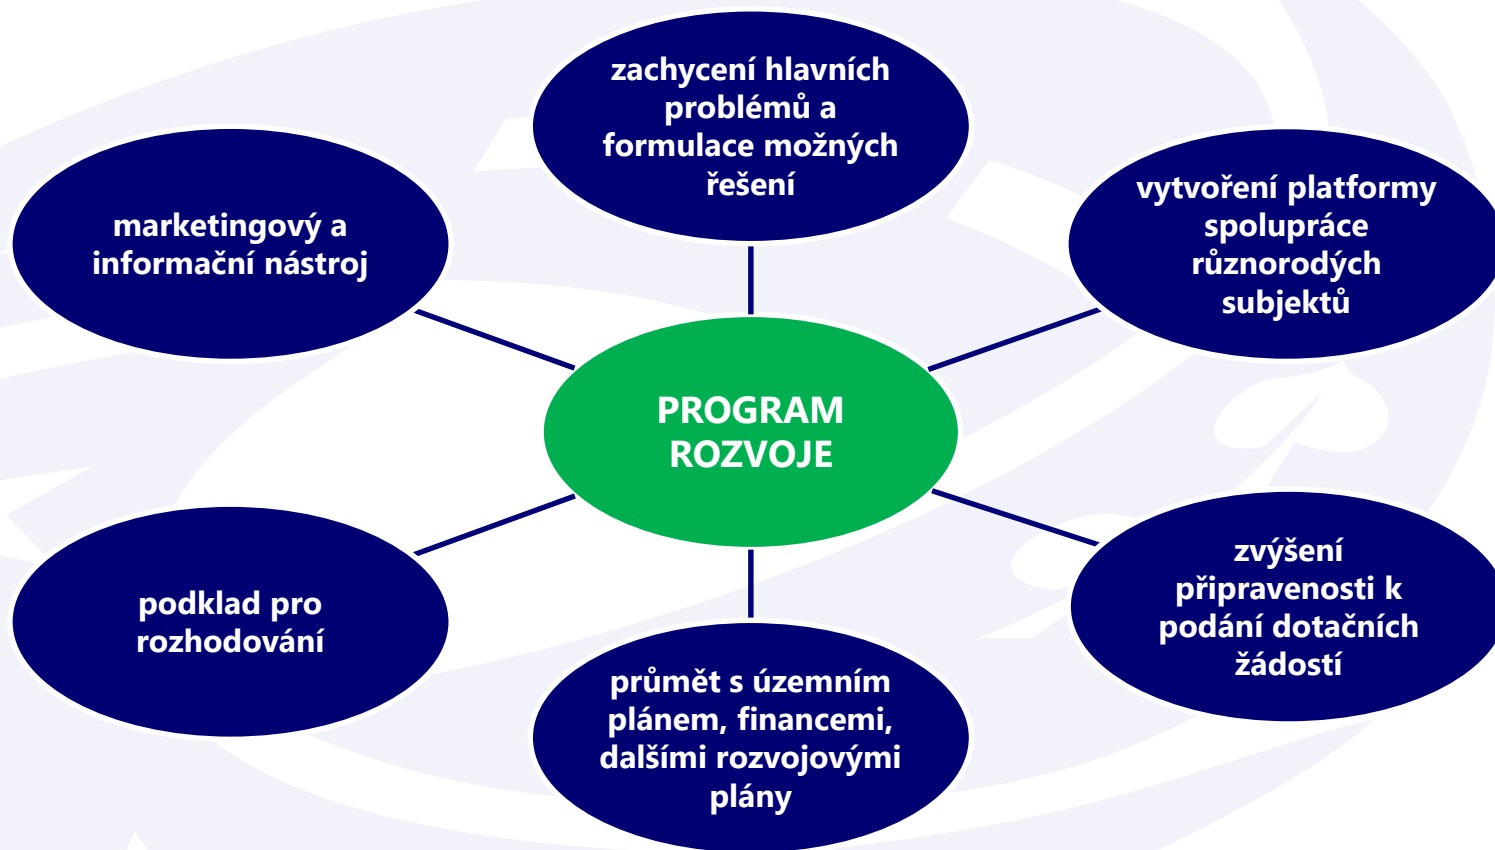 zachycení hlavních
problémů a
formulace možných
řešení
marketingový a
informační nástroj
vytvoření platformy
spolupráce
různorodých
subjektů
PROGRAM
ROZVOJE
podklad pro
rozhodování
zvýšení
připravenosti k
podání dotačních
žádostí
průmět s územním
plánem, financemi,
dalšími rozvojovými
plány